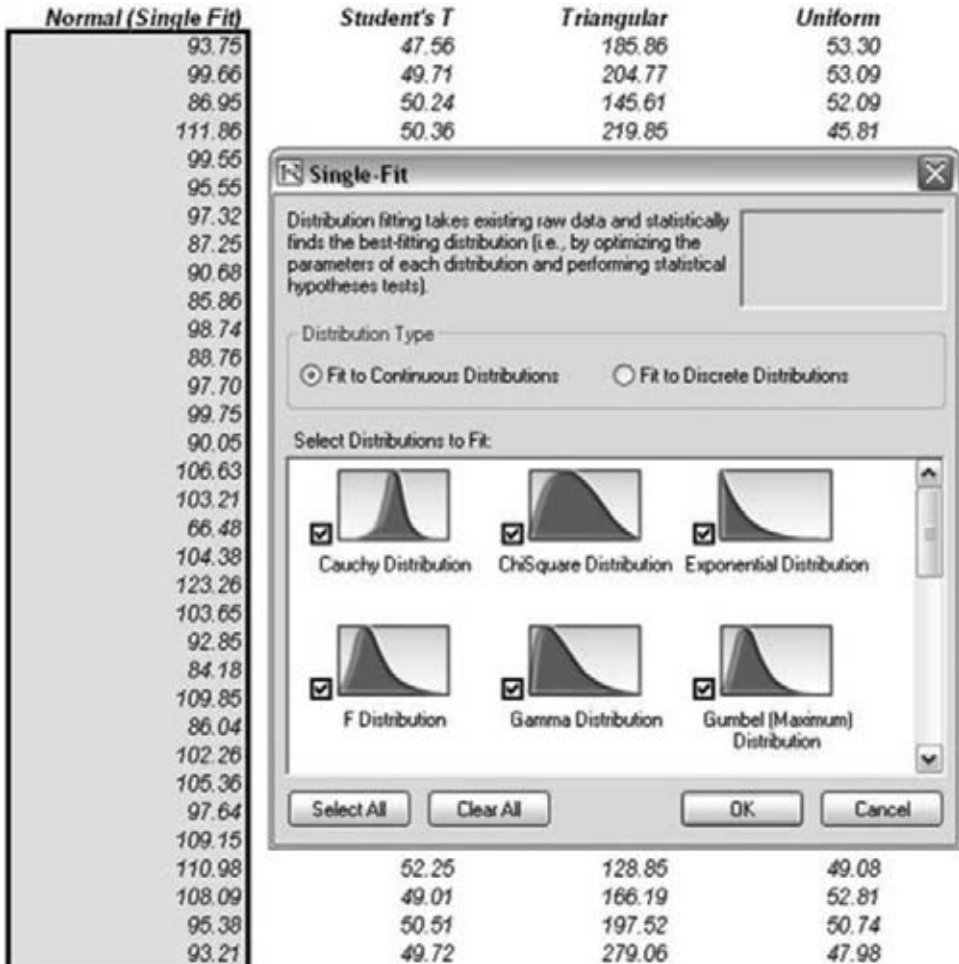 Normal (Single Fit) Student's T Triangular Uniform
93.75 47.56 185.86 53.30
99.66 49.71 204.77 53.09
86.95 50.24 145.61 52.09
111.86 50.36 219.85 45.81
99.55
95.55
97.32
87.25
90.68
85.86
98.74
88.76
97.70
99.75
90.05
106.63
103.21
66.48
104.38
123.26
103.65
92.85
84.18
109.85
86.04
102.26
105.36
97.64
109.15
Single-Fit
Distribution fitting takes existing raw data and statistically
finds the best-fitting distribution (i.e., by optimizing the
parameters of each distribution and performing statistical
hypotheses tests).
Distribution Type
Fit to Continuous Distributions Fit to Discrete Distributions
Select Distributions to Fit:
Cauchy Distribution ChiSquare Distribution Exponential Distribution
F Distribution Gamma Distribution Gumbel (Maximum)
Distribution
Select All Clear All OK Cancel
110.98 52.25 128.85 49.08
108.09 49.01 166.19 52.81
95.38 50.51 197.52 50.74
93.21 49.72 279.06 47.98